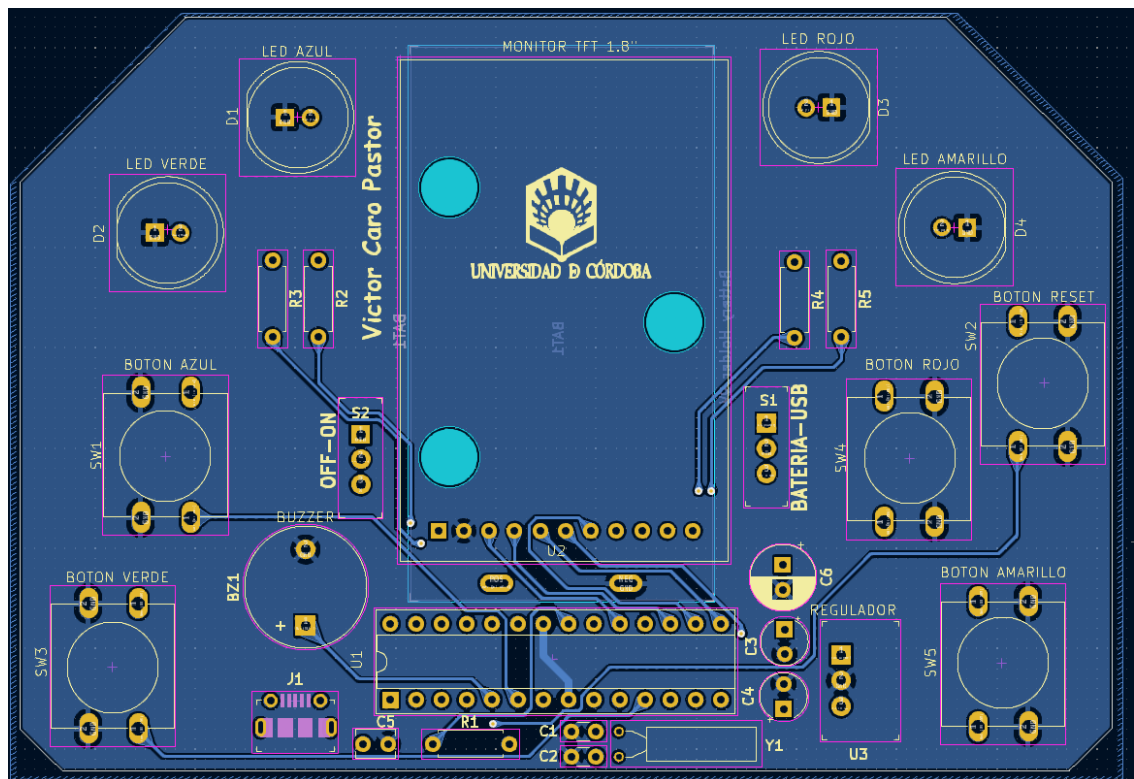 MONITOR TFT 1.8"
LED AZUL
LED ROJO
D1
D3
LED VERDE
LED AMARILLO
D2
D4
Victor Caro Pastor
UNIVERSIDAD D CÓRDOBA
R3
R2
R4
R5
BOTON RESET
SW2
BAT1
BAT1
Battery Holder
BOTON AZUL
BOTON ROJO
SW1
SW4
S2
OFF-ON
S1
BATERIA-USB
BUZZER
BZ1
+
U2
BOTON VERDE
BOTON AMARILLO
SW3
SW5
+
C6
REGULADOR
U1
C3
C4
+
J1
C5
R1
C1
C2
Y1
U3